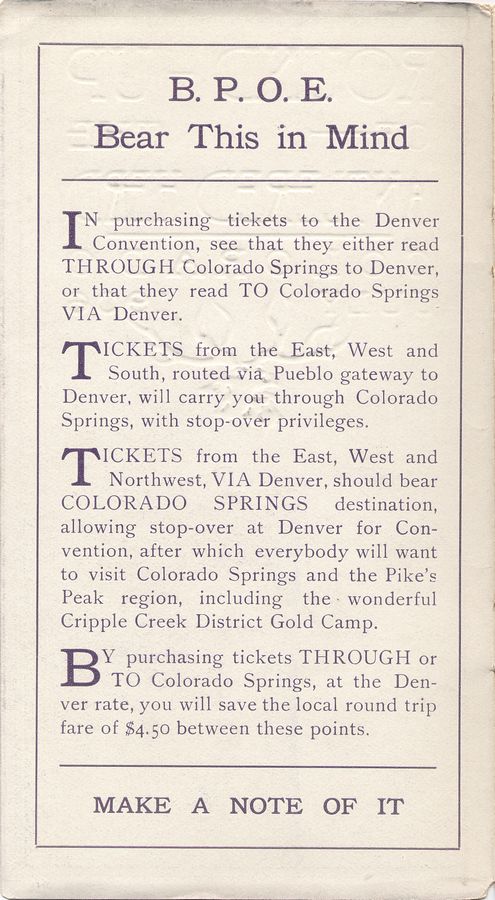 B. P. O. E.
Bear This in Mind
IN purchasing tickets to the Denver
Convention, see that they either read
THROUGH Colorado Springs to Denver,
or that they read TO Colorado Springs
VIA Denver.
TICKETS from the East, West and
South, routed via Pueblo gateway to
Denver, will carry you through Colorado
Springs, with stop-over privileges.
TICKETS from the East, West and
Northwest, VIA Denver, should bear
COLORADO SPRINGS destination,
allowing stop-over at Denver for Con-
vention, after which everybody will want
to visit Colorado Springs and the Pike's
Peak region, including the wonderful
Cripple Creek District Gold Camp.
BY purchasing tickets THROUGH or
TO Colorado Springs, at the Den-
ver rate, you will save the local round trip
fare of $4.50 between these points.
MAKE A NOTE OF IT